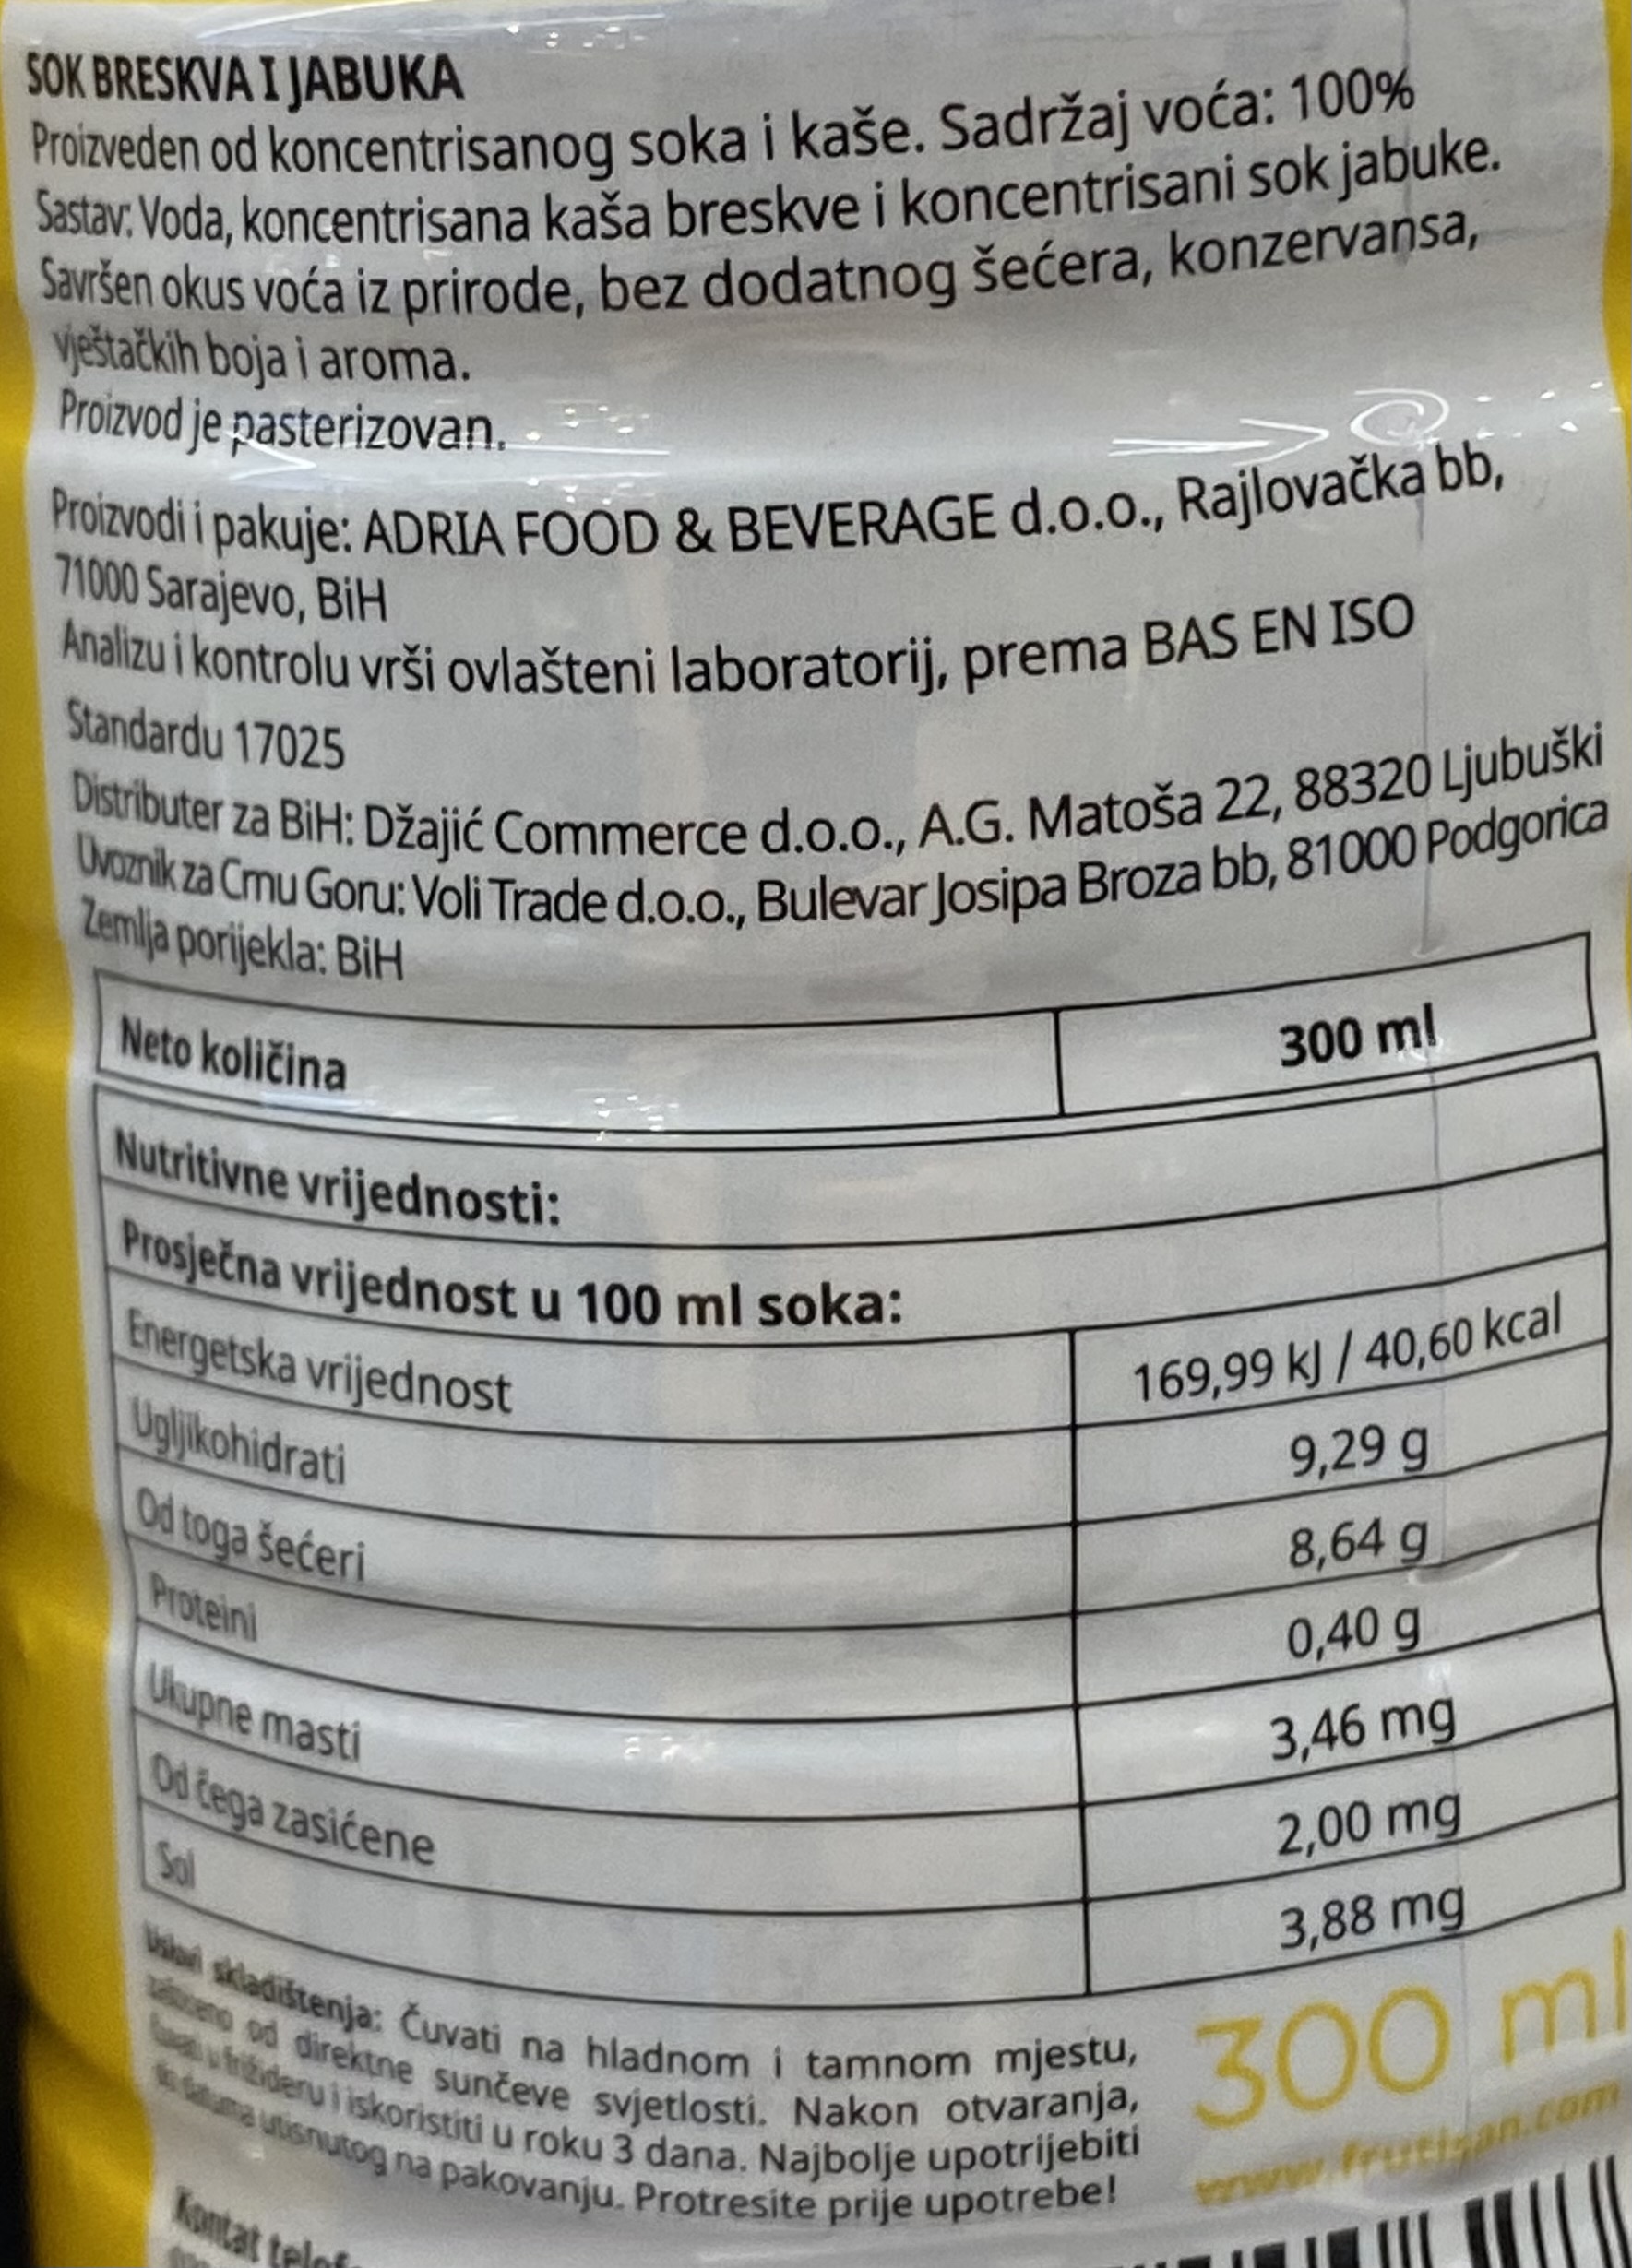 SOK BRESKVA I JABUKA
Proizveden od koncentrisanog soka i kaše. Sadržaj voća: 100%
Sastav: Voda, koncentrisana kaša breskve i koncentrisani sok jabuke.
Savršen okus voća iz prirode, bez dodatnog šećera, konzervansa,
vještačkih boja i aroma.
Proizvod je pasterizovan.
Proizvodi i pakuje: ADRIA FOOD & BEVERAGE d.o.o., Rajlovačka bb,
71000 Sarajevo, BiH
Analizu i kontrolu vrši ovlašteni laboratorij, prema BAS EN ISO
Standardu 17025
Distributer za BiH: Džajić Commerce d.o.o., A.G. Matoša 22, 88320 Ljubuški
Uvoznik za Crnu Goru: Voli Trade d.o.o., Bulevar Josipa Broza bb, 81000 Podgorica
Zemlja porijekla: BiH
Neto količina 300 ml
Nutritivne vrijednosti:
Prosječna vrijednost u 100 ml soka:
Energetska vrijednost 169,99 kJ / 40,60 kcal
Ugljikohidrati 9,29 g
Od toga šećeri 8,64 g
Proteini 0,40 g
Ukupne masti 3,46 mg
Od čega zasićene 2,00 mg
Sol 3,88 mg
Uslovi skladištenja: Čuvati na hladnom i tamnom mjestu,
od direktne sunčeve svjetlosti. Nakon otvaranja,
čuvati u frižideru i iskoristiti u roku 3 dana. Najbolje upotrijebiti
do datuma utisnutog na pakovanju. Protresite prije upotrebe!
300 ml
www.frutisan.com
Kontat